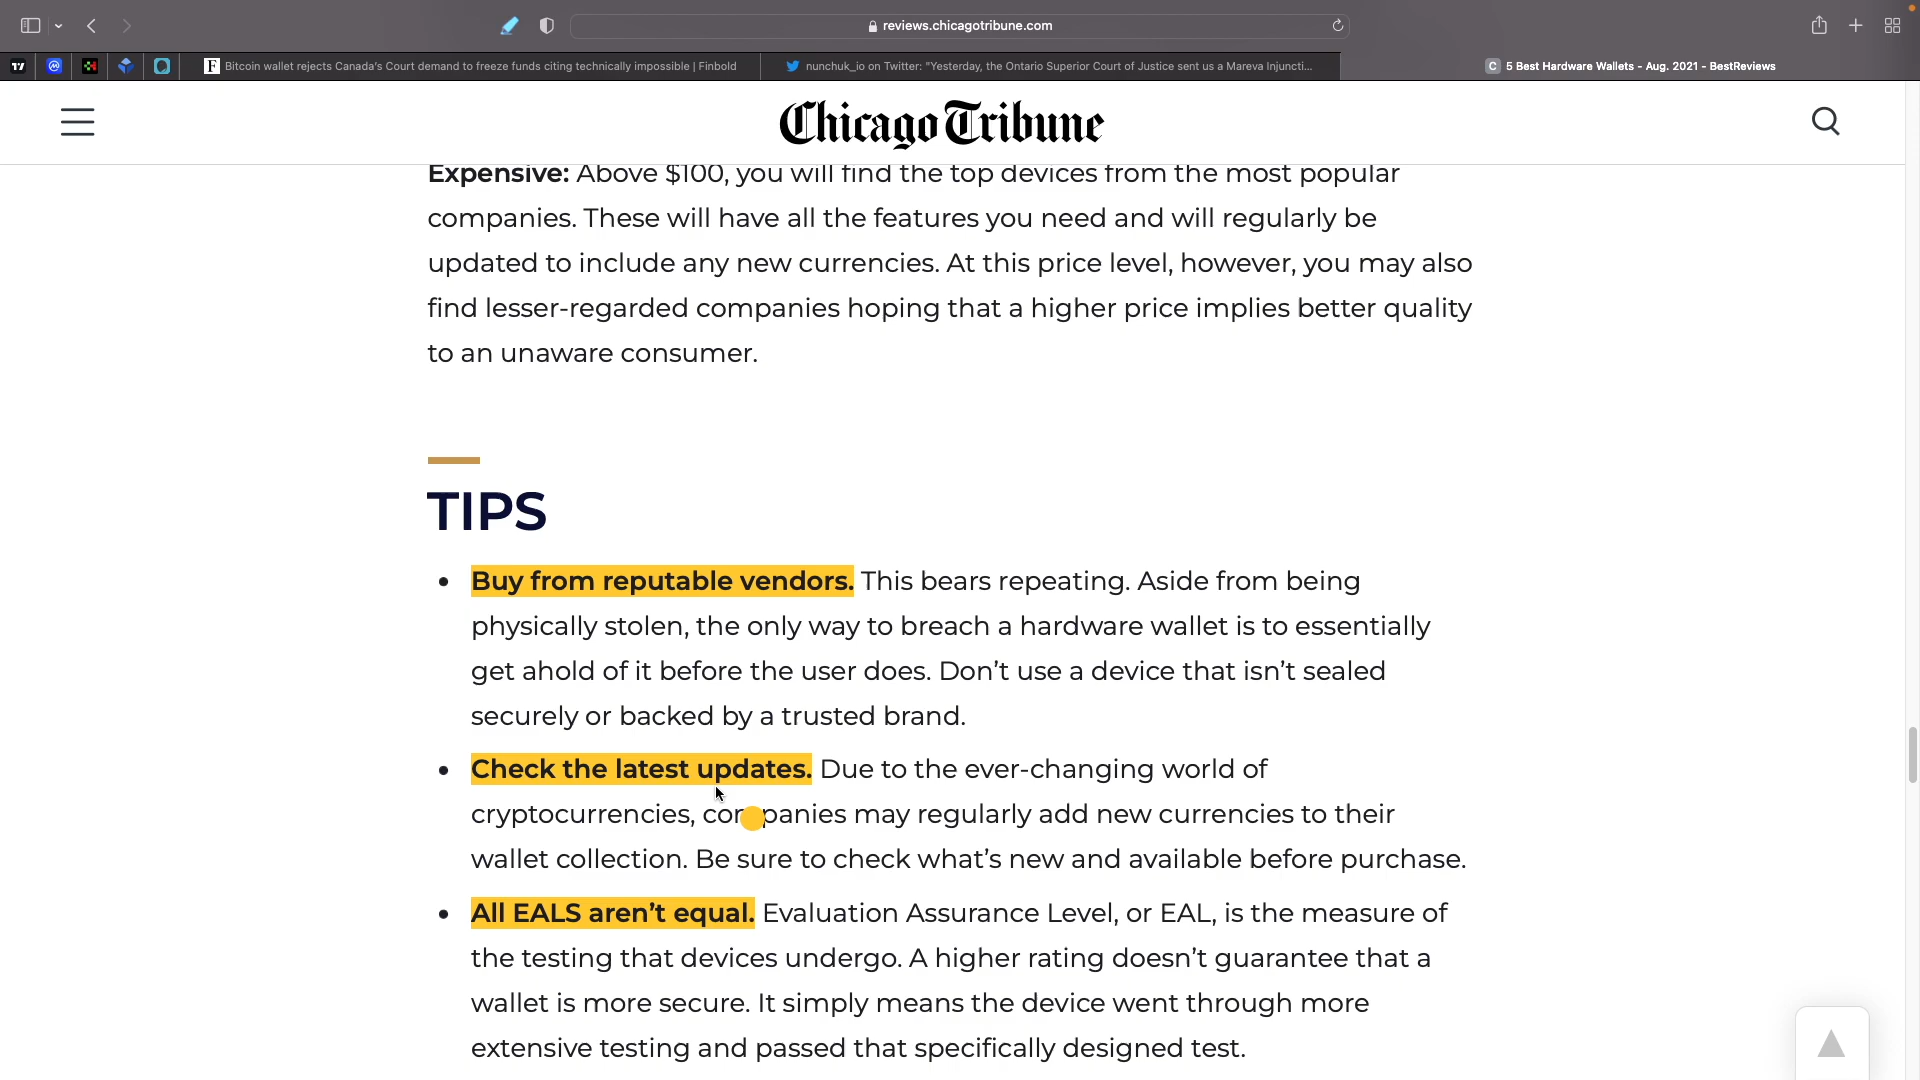 reviews.chicagotribune.com
Bitcoin wallet rejects Canada's Court demand to freeze funds citing technically impossible | Finbold
nunchuk_io on Twitter: "Yesterday, the Ontario Superior Court of Justice sent us a Mareva Injuncti...
C 5 Best Hardware Wallets - Aug. 2021 - BestReviews
Chicago Tribune
Expensive: Above $100, you will find the top devices from the most popular
companies. These will have all the features you need and will regularly be
updated to include any new currencies. At this price level, however, you may also
find lesser-regarded companies hoping that a higher price implies better quality
to an unaware consumer.
TIPS
• Buy from reputable vendors. This bears repeating. Aside from being
physically stolen, the only way to breach a hardware wallet is to essentially
get ahold of it before the user does. Don't use a device that isn't sealed
securely or backed by a trusted brand.
• Check the latest updates. Due to the ever-changing world of
cryptocurrencies, companies may regularly add new currencies to their
wallet collection. Be sure to check what's new and available before purchase.
• All EALS aren't equal. Evaluation Assurance Level, or EAL, is the measure of
the testing that devices undergo. A higher rating doesn't guarantee that a
wallet is more secure. It simply means the device went through more
extensive testing and passed that specifically designed test.